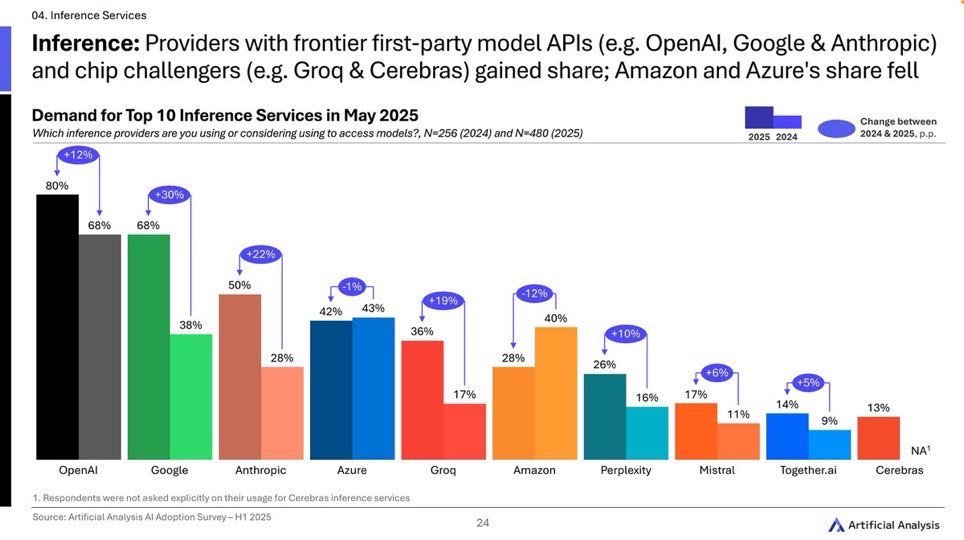 04. Inference Services
Inference: Providers with frontier first-party model APIs (e.g. OpenAI, Google & Anthropic)
and chip challengers (e.g. Groq & Cerebras) gained share; Amazon and Azure's share fell
Demand for Top 10 Inference Services in May 2025
Which inference providers are you using or considering using to access models?, N=256 (2024) and N=480 (2025)
2025 2024
Change between
2024 & 2025, p.p.
+12%
80%
68%
+30%
68%
38%
+22%
50%
28%
-1%
42%
43%
+19%
36%
17%
-12%
28%
40%
+10%
26%
16%
+6%
17%
11%
+5%
14%
9%
13%
NA¹
OpenAI
Google
Anthropic
Azure
Groq
Amazon
Perplexity
Mistral
Together.ai
Cerebras
1. Respondents were not asked explicitly on their usage for Cerebras inference services
Source: Artificial Analysis AI Adoption Survey – H1 2025
24
Artificial Analysis